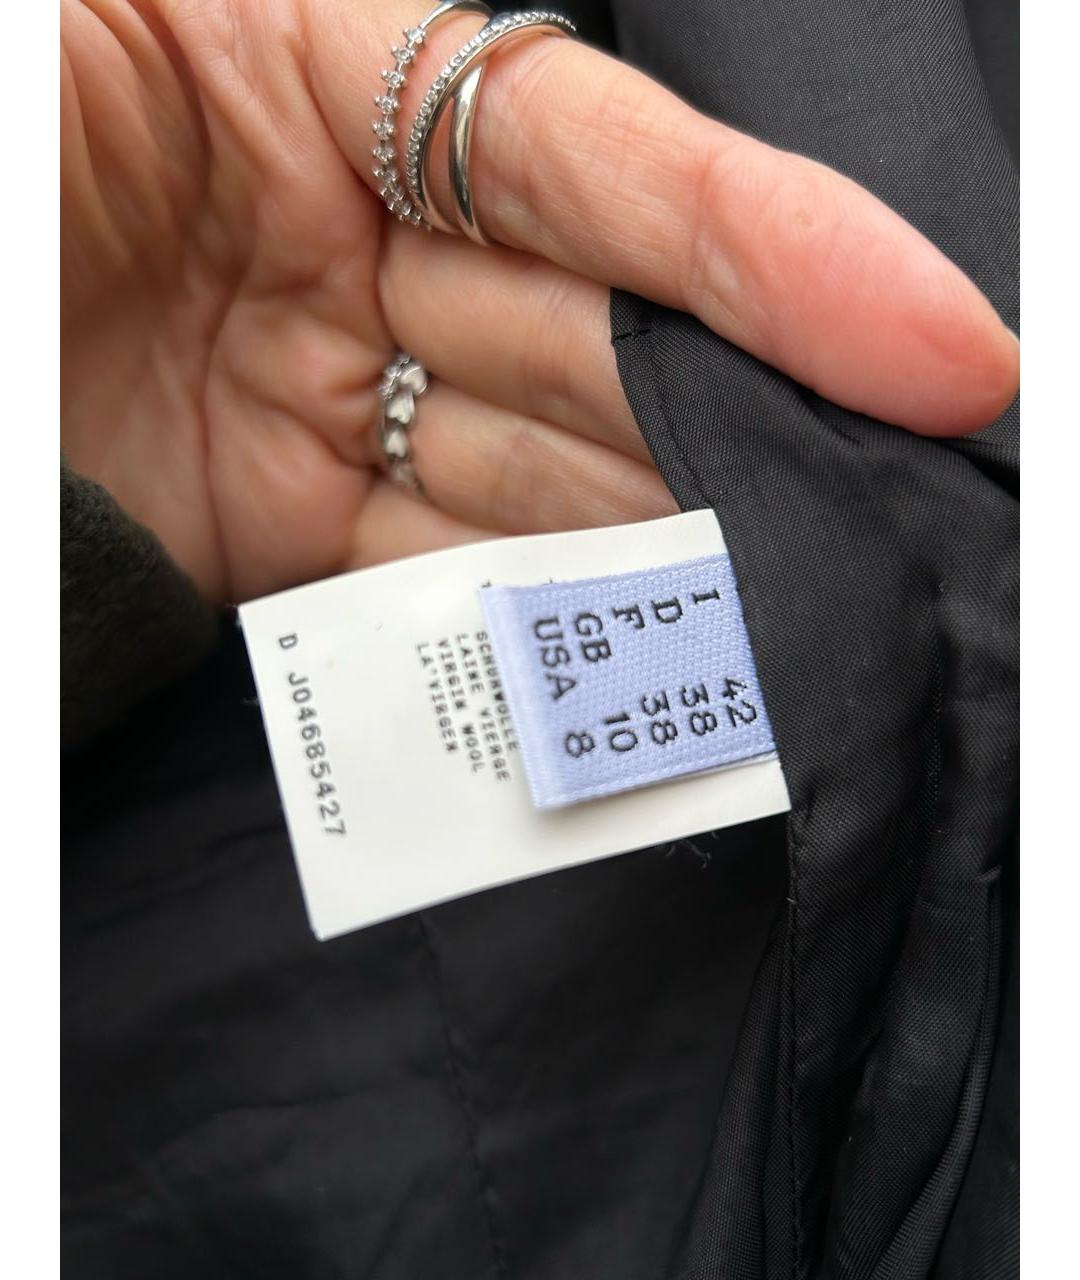 I 42
D 38
F 38
GB 10
USA 8
SCHURWOLLE
LAINE VIERGE
VIRGIN WOOL
LA*VIRGEN
D J04685427